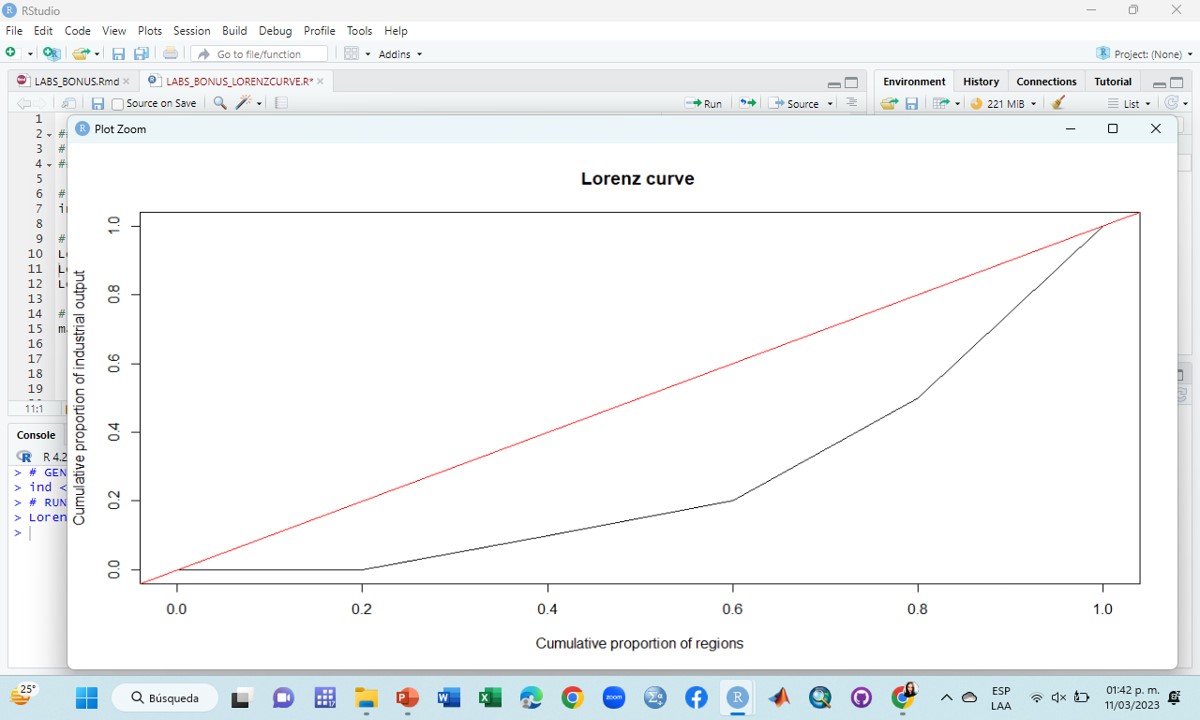 RStudio
File Edit Code View Plots Session Build Debug Profile Tools Help
Go to file/function Addins Project: (None)
LABS_BONUS.Rmd LABS_BONUS_LORENZCURVE.R* Environment History Connections Tutorial
Source on Save Run Source 221 MiB List
Plot Zoom
1
2 #
3 #
4 #
5
6 #
7
8
9 #
10
11
12
13
14 #
15
16
17
18
19
11:1
Lorenz curve
Cumulative proportion of industrial output
1.0
0.8
0.6
0.4
0.2
0.0
0.0 0.2 0.4 0.6 0.8 1.0
Cumulative proportion of regions
Console
R 4.2
> # GEN
> ind <
> # RUN
> Loren
>
25° Búsqueda 17 zoom ESP LAA 01:42 p. m.
11/03/2023